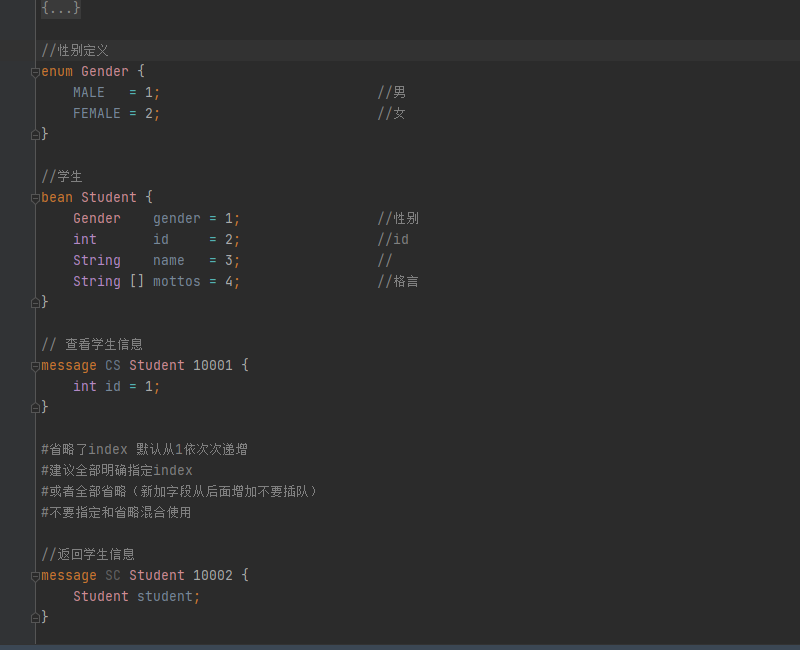 {...}
//性别定义
enum Gender {
    MALE   = 1;                           //男
    FEMALE = 2;                           //女
}
//学生
bean Student {
    Gender    gender = 1;                 //性别
    int       id     = 2;                 //id
    String    name   = 3;                 //
    String [] mottos = 4;                 //格言
}
// 查看学生信息
message CS Student 10001 {
    int id = 1;
}
#省略了index 默认从1依次次递增
#建议全部明确指定index
#或者全部省略（新加字段从后面增加不要插队）
#不要指定和省略混合使用
//返回学生信息
message SC Student 10002 {
    Student student;
}